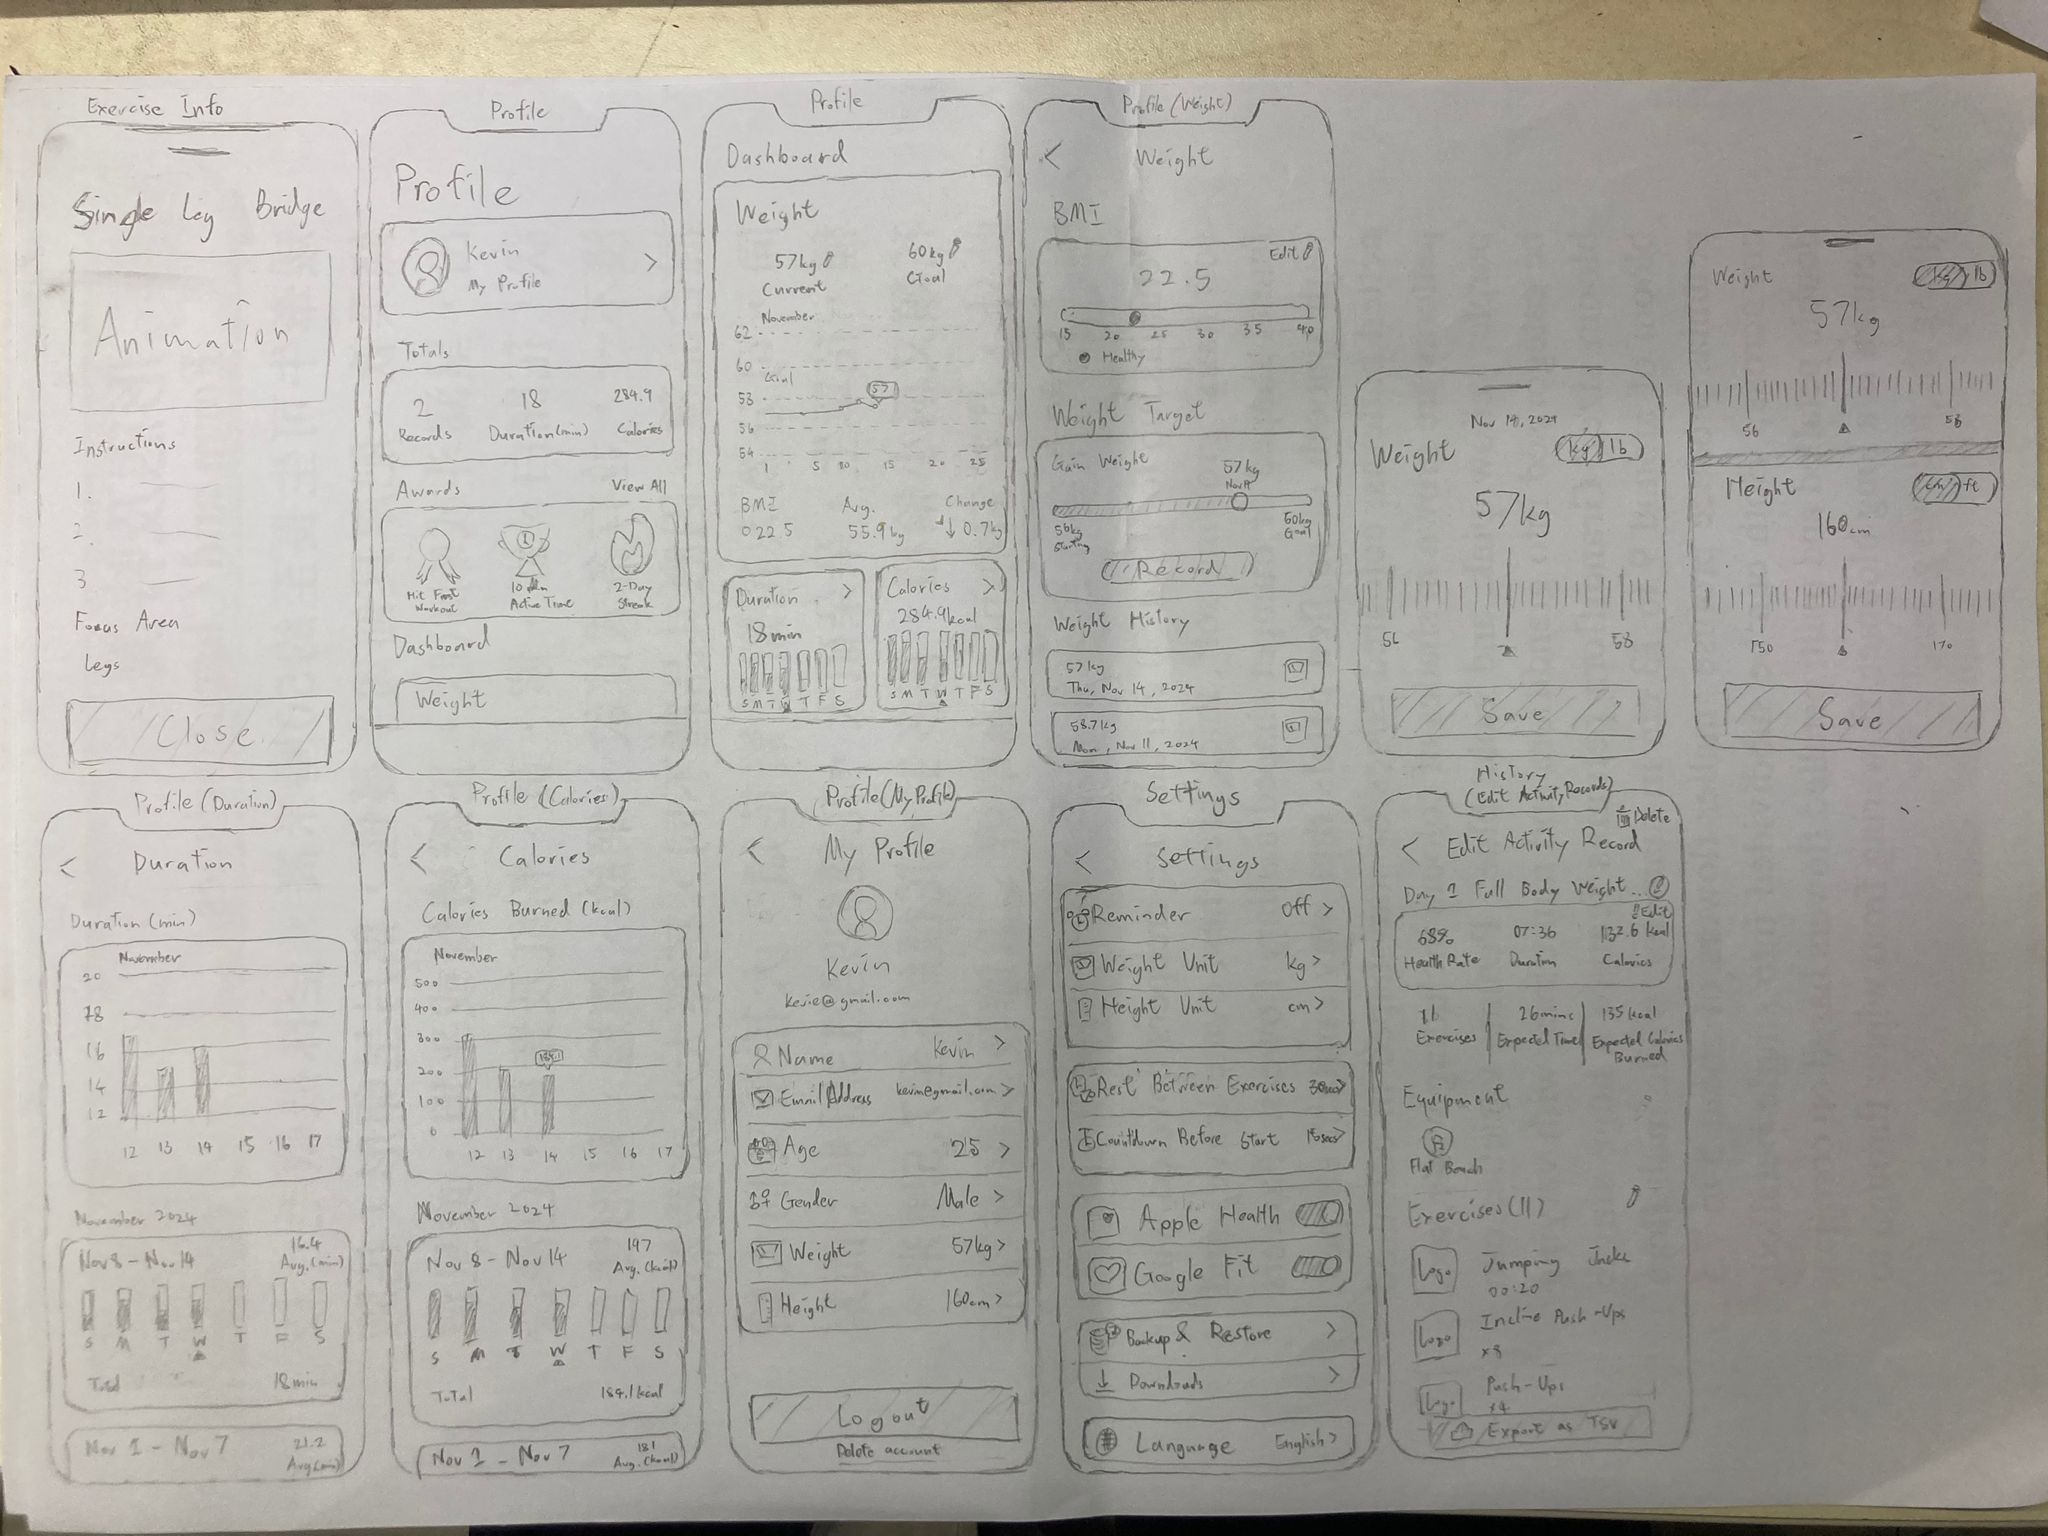 Exercise Info
Single Leg Bridge
Animation
Instructions
1.
2.
3
Focus Area
Legs
Close
Profile
Profile
Kevin
My Profile
Totals
2 18 284.9
Records Duration(min) Calories
Awards View All
Hit First Workout
10 Min Active Time
2-Day Streak
Dashboard
Weight
Profile
Dashboard
Weight
57kg 60kg
Current Goal
November
62
60
Goal
58 57
56
54
1 5 10 15 20 25
BMI Avg. Change
22.5 55.9kg ↓ 0.7kg
Duration >
18min
S M T W T F S
Calories >
284.9kcal
S M T W T F S
Profile (Weight)
< Weight
BMI
Edit
22.5
15 20 25 30 35 40
Healthy
Weight Target
Gain Weight
57kg
56kg 60kg
Starting Goal
Record
Weight History
57kg
Thu, Nov 14, 2024
58.7kg
Mon, Nov 11, 2024
Nov 14, 2024
Weight kg lb
57kg
56 58
Save
Weight kg lb
57kg
56 58
Height cm ft
160cm
150 170
Save
Profile (Duration)
< Duration
Duration (min)
November
20
18
16
14
12
12 13 14 15 16 17
November 2024
Nov 8 - Nov 14 16.4
Avg. (min)
S M T W T F S
Total 18min
Nov 1 - Nov 7 21.2
Avg (min)
Profile (Calories)
< Calories
Calories Burned (kcal)
November
500
400
300
200
100
0
12 13 14 15 16 17
November 2024
Nov 8 - Nov 14 197
Avg. (kcal)
S M T W T F S
Total 184.1kcal
Nov 1 - Nov 7 181
Avg. (kcal)
Profile (My Profile)
< My Profile
Kevin
kevie@gmail.com
Name Kevin >
Email Address kevin@gmail.com >
Age 25 >
Gender Male >
Weight 57kg >
Height 160cm >
Logout
Delete account
Settings
< Settings
Reminder Off >
Weight Unit kg >
Height Unit cm >
Rest Between Exercises 30secs >
Countdown Before Start 15secs >
Apple Health
Google Fit
Backup & Restore >
Downloads >
Language English >
History
(Edit Activity Records)
Delete
< Edit Activity Record
Day 1 Full Body Weight...
Edit
68% 07:36 132.6 kcal
Health Rate Duration Calories
11 26mins 135kcal
Exercises Expected Time Expected Calories Burned
Equipment
Flat Bench
Exercises (11)
Logo Jumping Jacks
00:20
Logo Incline Push-Ups
x8
Logo Push-Ups
x4
Export as TSV